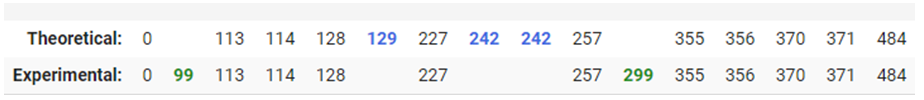 Theoretical: 0 113 114 128 129 227 242 242 257 355 356 370 371 484
Experimental: 0 99 113 114 128 227 257 299 355 356 370 371 484